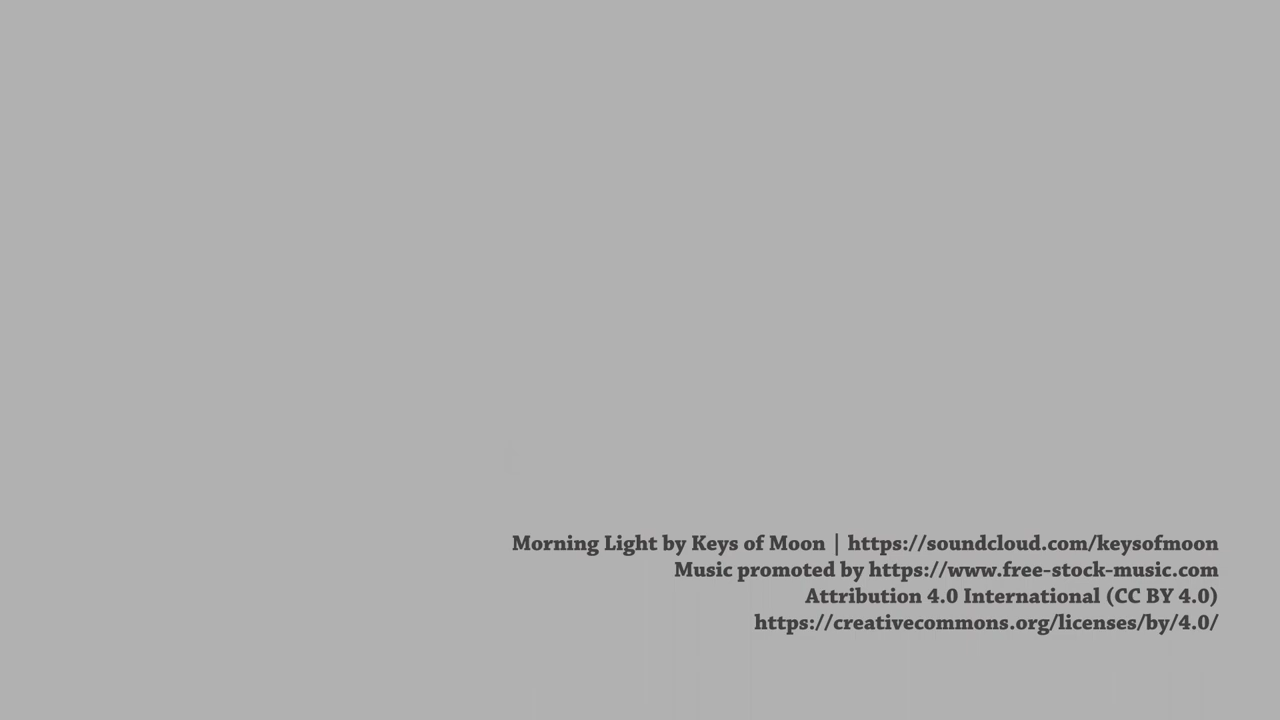 Morning Light by Keys of Moon | https://soundcloud.com/keysofmoon
Music promoted by https://www.free-stock-music.com
Attribution 4.0 International (CC BY 4.0)
https://creativecommons.org/licenses/by/4.0/